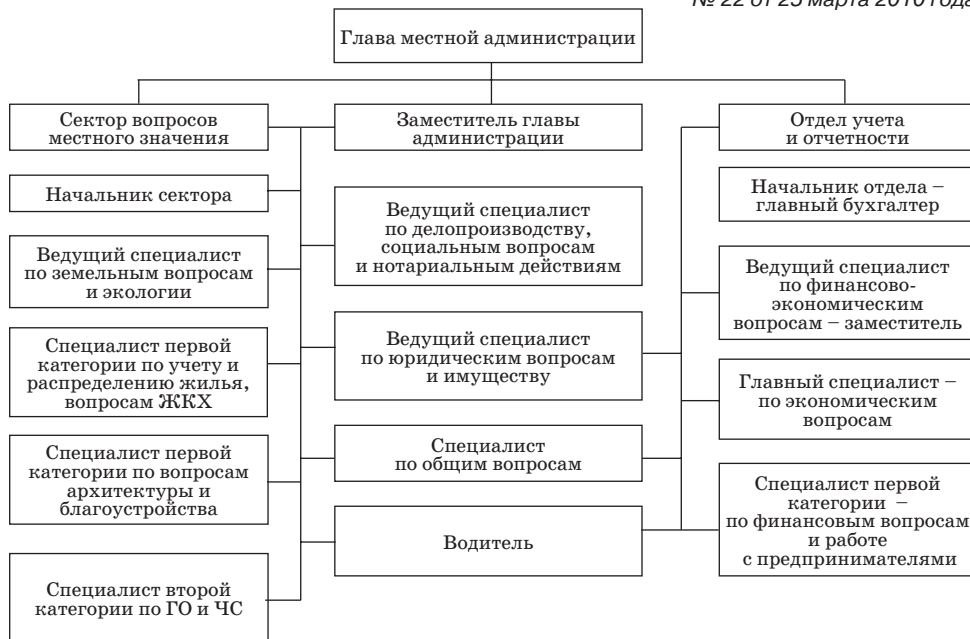 № 22 от 25 марта 2010 года
Глава местной администрации
Сектор вопросов
местного значения
Начальник сектора
Ведущий специалист
по земельным вопросам
и экологии
Специалист первой
категории по учету и
распределению жилья,
вопросам ЖКХ
Специалист первой
категории по вопросам
архитектуры и
благоустройства
Специалист второй
категории по ГО и ЧС
Заместитель главы
администрации
Ведущий специалист
по делопроизводству,
социальным вопросам
и нотариальным действиям
Ведущий специалист
по юридическим вопросам
и имуществу
Специалист
по общим вопросам
Водитель
Отдел учета
и отчетности
Начальник отдела –
главный бухгалтер
Ведущий специалист
по финансово-
экономическим
вопросам – заместитель
Главный специалист –
по экономическим
вопросам
Специалист первой
категории –
по финансовым вопросам
и работе
с предпринимателями